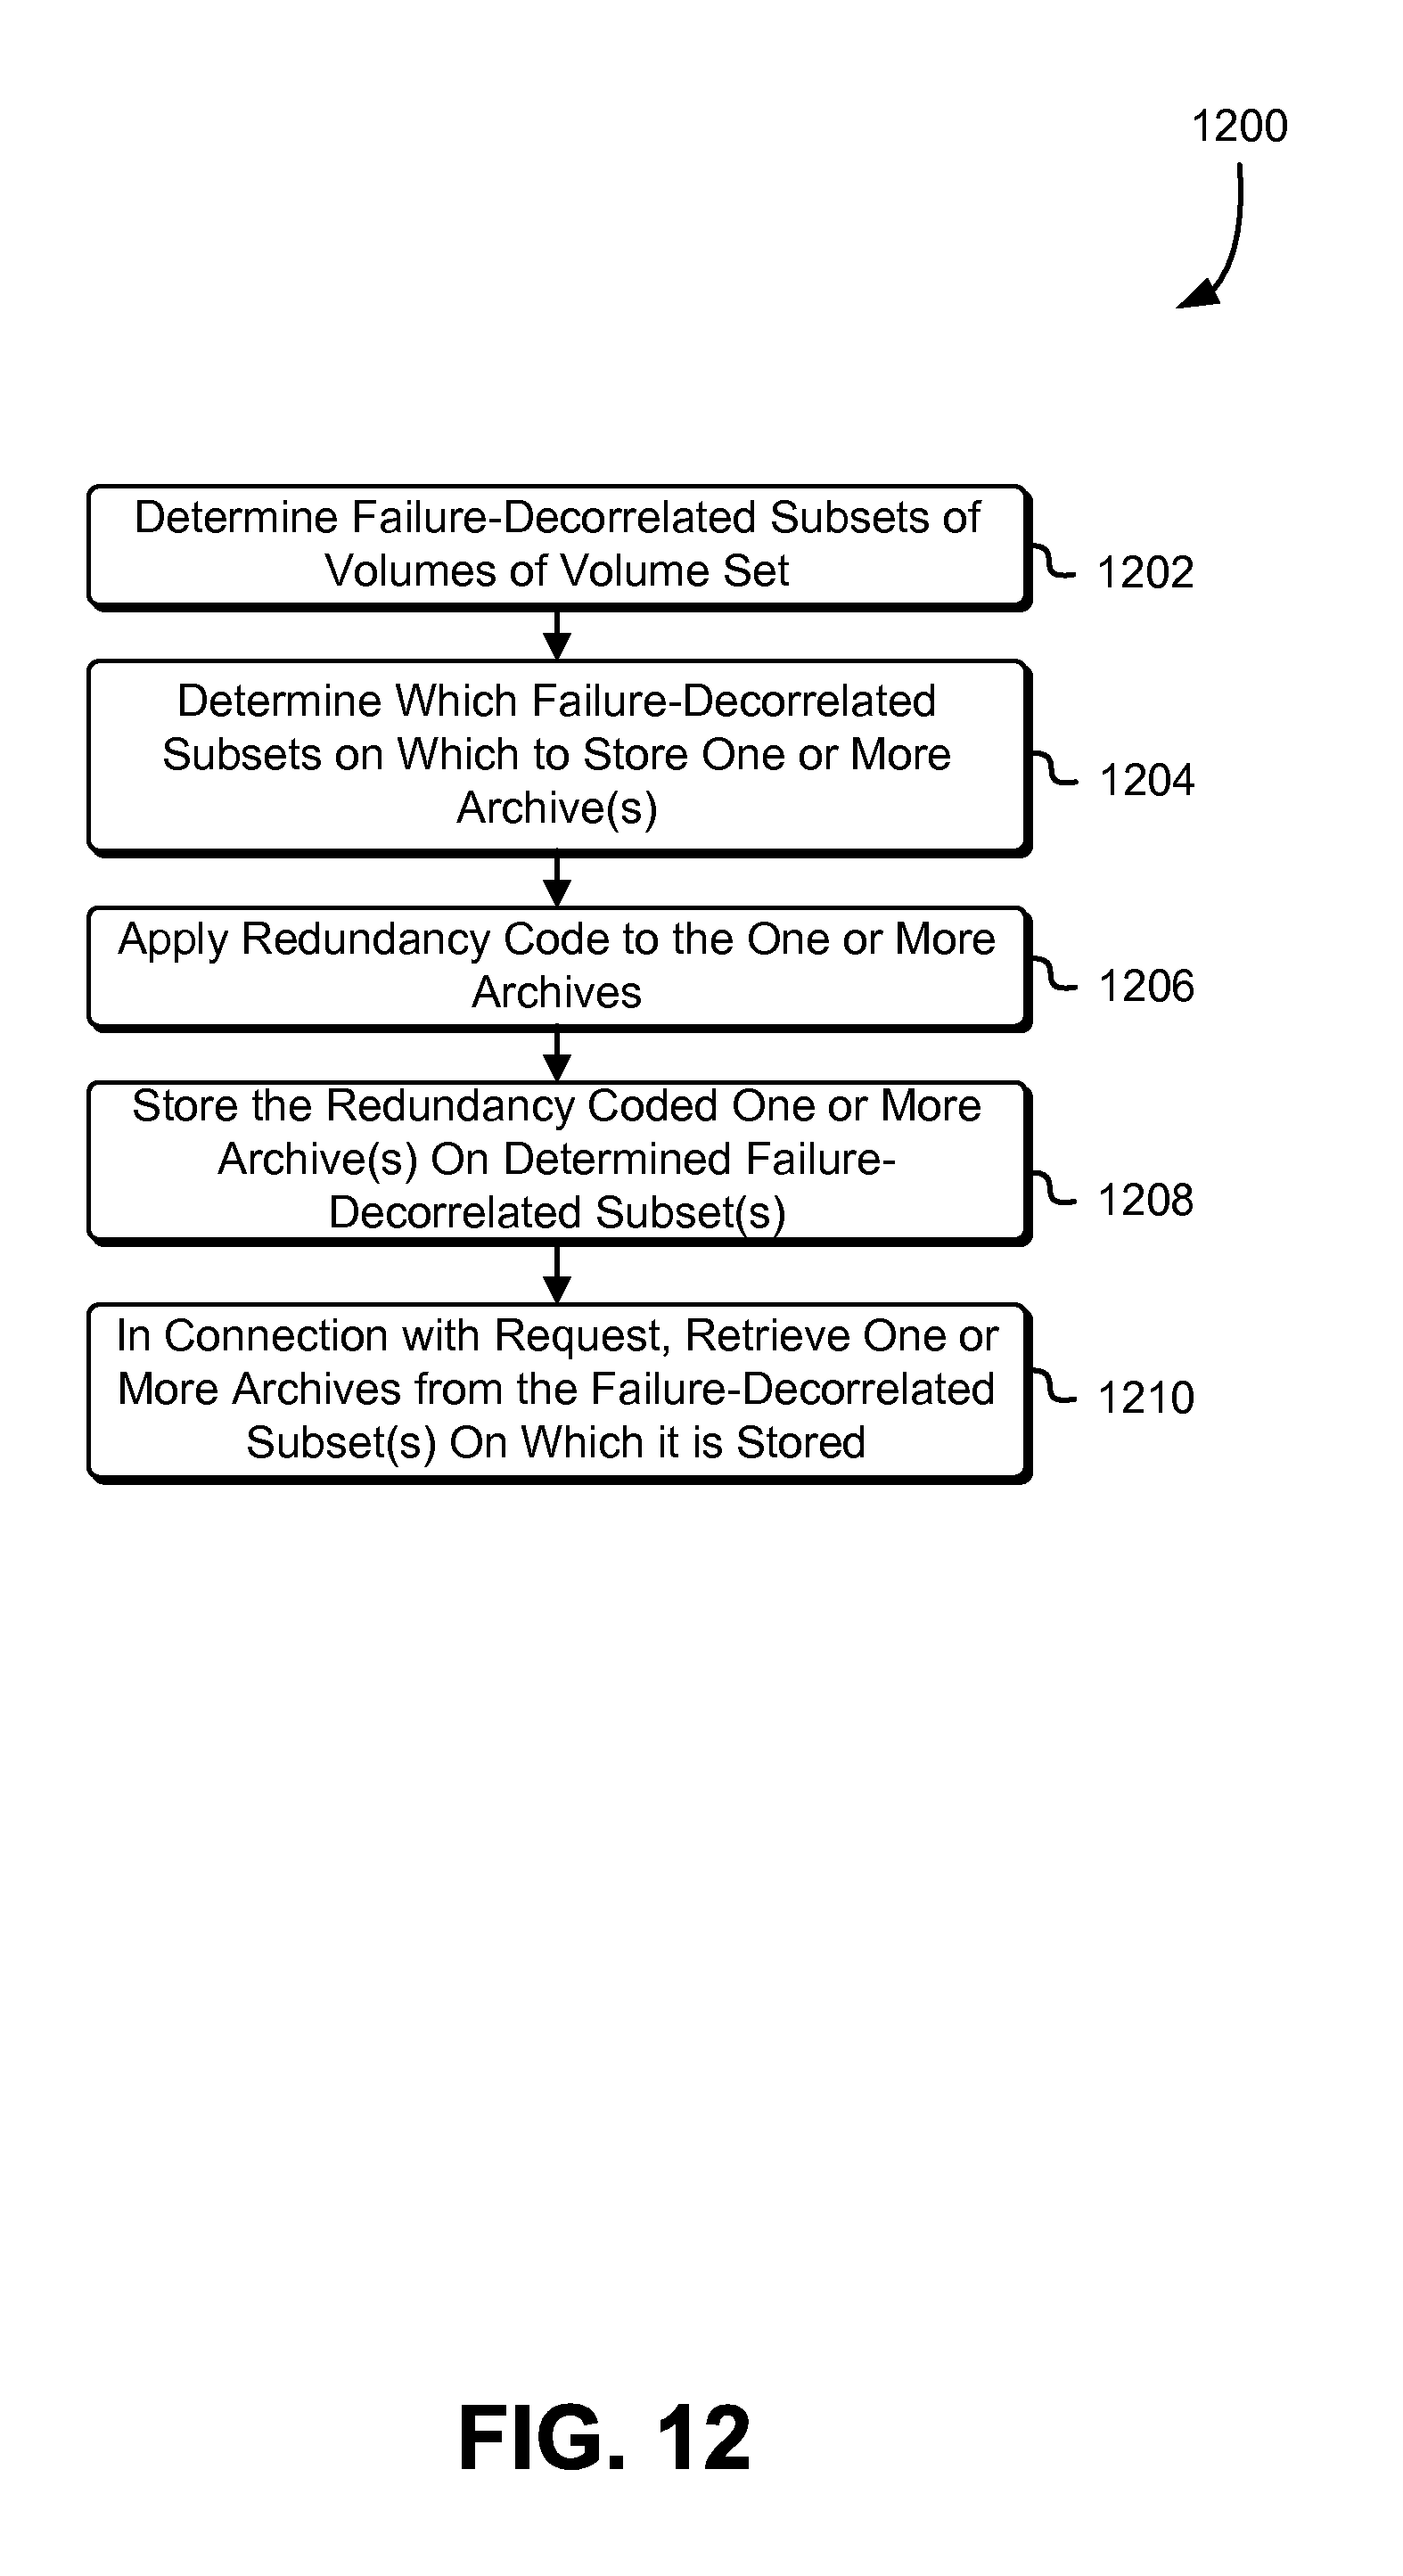 1200
Determine Failure-Decorrelated Subsets of
Volumes of Volume Set
1202
Determine Which Failure-Decorrelated
Subsets on Which to Store One or More
Archive(s)
1204
Apply Redundancy Code to the One or More
Archives
1206
Store the Redundancy Coded One or More
Archive(s) On Determined Failure-
Decorrelated Subset(s)
1208
In Connection with Request, Retrieve One or
More Archives from the Failure-Decorrelated
Subset(s) On Which it is Stored
1210
FIG. 12